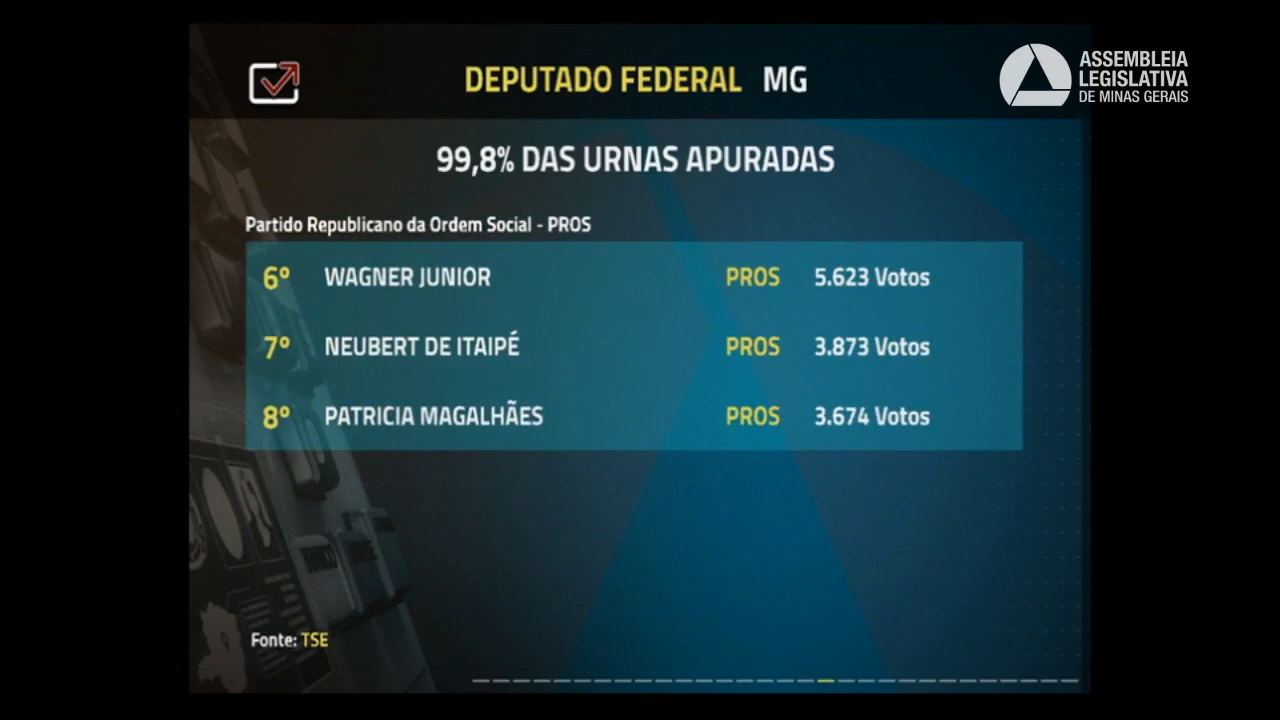 DEPUTADO FEDERAL MG
ASSEMBLEIA
LEGISLATIVA
DE MINAS GERAIS
99,8% DAS URNAS APURADAS
Partido Republicano da Ordem Social - PROS
6º WAGNER JUNIOR PROS 5.623 Votos
7º NEUBERT DE ITAIPÉ PROS 3.873 Votos
8º PATRICIA MAGALHÃES PROS 3.674 Votos
Fonte: TSE